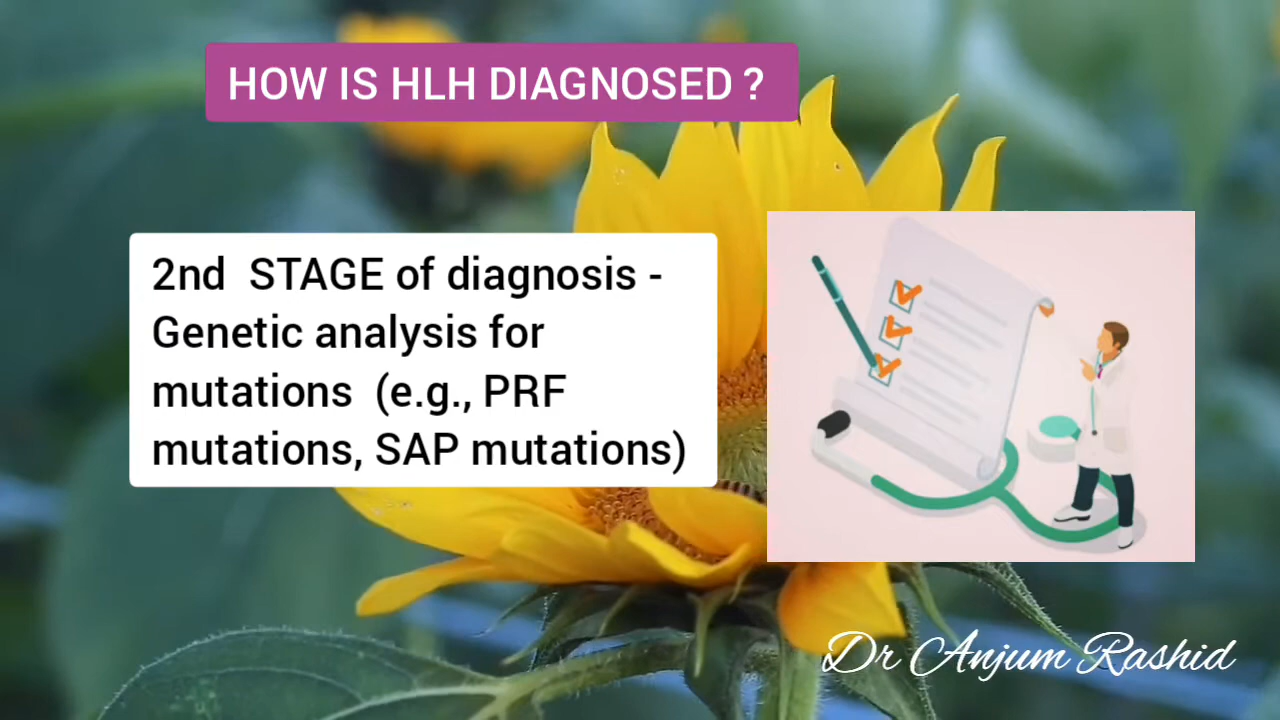 HOW IS HLH DIAGNOSED ?
2nd STAGE of diagnosis -
Genetic analysis for
mutations (e.g., PRF
mutations, SAP mutations)
Dr Anjum Rashid